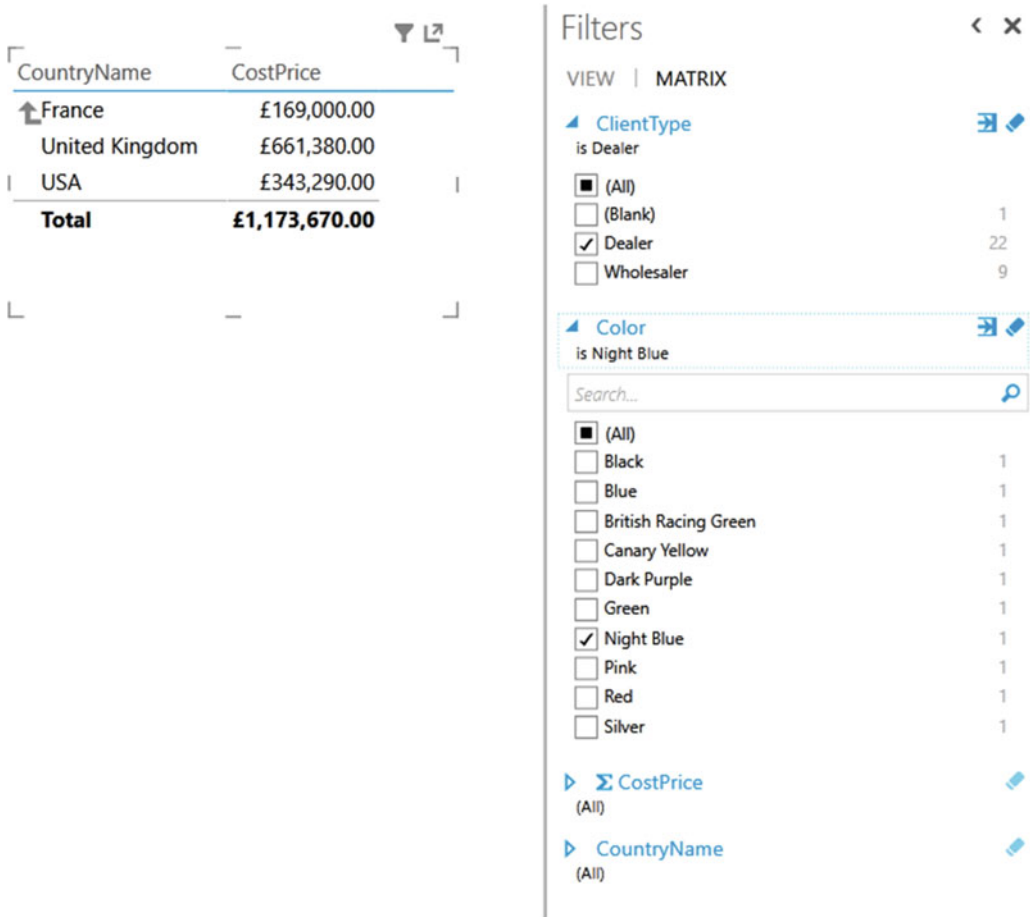 CountryName CostPrice
France £169,000.00
United Kingdom £661,380.00
USA £343,290.00
Total £1,173,670.00
Filters
VIEW | MATRIX
ClientType
is Dealer
(All)
(Blank) 1
Dealer 22
Wholesaler 9
Color
is Night Blue
Search...
(All)
Black 1
Blue 1
British Racing Green 1
Canary Yellow 1
Dark Purple 1
Green 1
Night Blue 1
Pink 1
Red 1
Silver 1
Σ CostPrice
(All)
CountryName
(All)